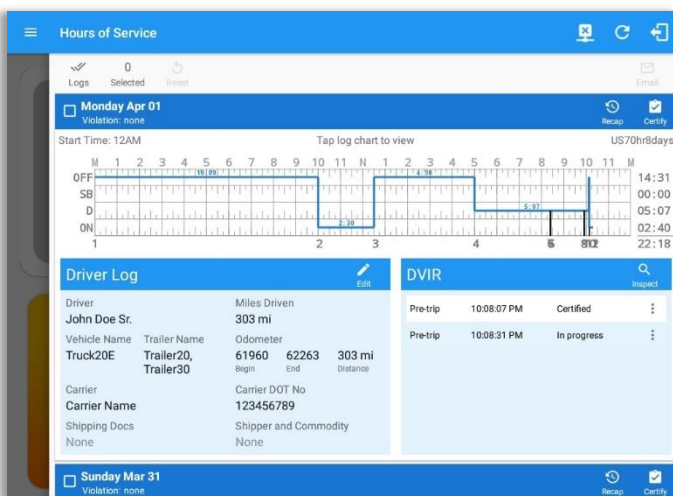 Hours of Service
Logs
0
Selected
Reset
Email
Monday Apr 01
Violation: none
Recap
Certify
Start Time: 12AM
Tap log chart to view
US70hr8days
M 1 2 3 4 5 6 7 8 9 10 11 N 1 2 3 4 5 6 7 8 9 10 11 M
OFF 10:00 4:30 14:31
SB 00:00
D 5:07 05:07
ON 2:30 02:40
1 2 3 4 22:18
Driver Log
Edit
Driver
John Doe Sr.
Miles Driven
303 mi
Vehicle Name
Truck20E
Trailer Name
Trailer20,
Trailer30
Odometer
61960 62263 303 mi
Begin End Distance
Carrier
Carrier Name
Carrier DOT No
123456789
Shipping Docs
None
Shipper and Commodity
None
DVIR
Inspect
Pre-trip 10:08:07 PM Certified
Pre-trip 10:08:31 PM In progress
Sunday Mar 31
Violation: none
Recap
Certify